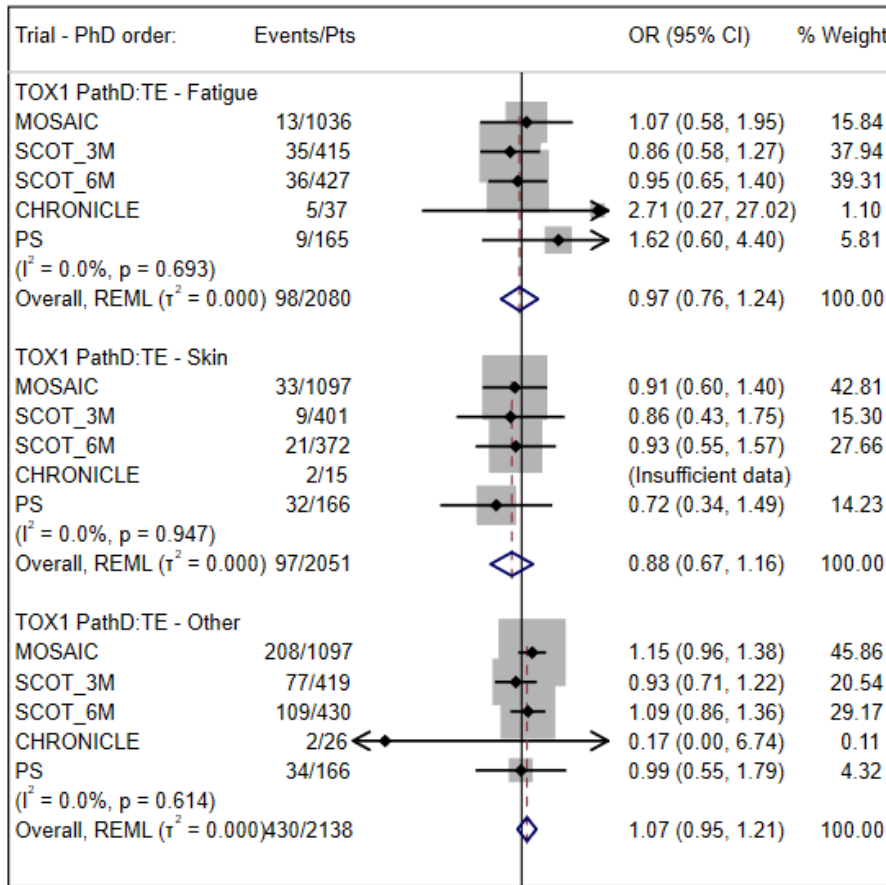 Trial - PhD order: Events/Pts OR (95% CI) % Weight
TOX1 PathD:TE - Fatigue
MOSAIC 13/1036 1.07 (0.58, 1.95) 15.84
SCOT_3M 35/415 0.86 (0.58, 1.27) 37.94
SCOT_6M 36/427 0.95 (0.65, 1.40) 39.31
CHRONICLE 5/37 2.71 (0.27, 27.02) 1.10
PS 9/165 1.62 (0.60, 4.40) 5.81
(I² = 0.0%, p = 0.693)
Overall, REML (τ² = 0.000) 98/2080 0.97 (0.76, 1.24) 100.00
TOX1 PathD:TE - Skin
MOSAIC 33/1097 0.91 (0.60, 1.40) 42.81
SCOT_3M 9/401 0.86 (0.43, 1.75) 15.30
SCOT_6M 21/372 0.93 (0.55, 1.57) 27.66
CHRONICLE 2/15 (Insufficient data)
PS 32/166 0.72 (0.34, 1.49) 14.23
(I² = 0.0%, p = 0.947)
Overall, REML (τ² = 0.000) 97/2051 0.88 (0.67, 1.16) 100.00
TOX1 PathD:TE - Other
MOSAIC 208/1097 1.15 (0.96, 1.38) 45.86
SCOT_3M 77/419 0.93 (0.71, 1.22) 20.54
SCOT_6M 109/430 1.09 (0.86, 1.36) 29.17
CHRONICLE 2/26 0.17 (0.00, 6.74) 0.11
PS 34/166 0.99 (0.55, 1.79) 4.32
(I² = 0.0%, p = 0.614)
Overall, REML (τ² = 0.000)430/2138 1.07 (0.95, 1.21) 100.00